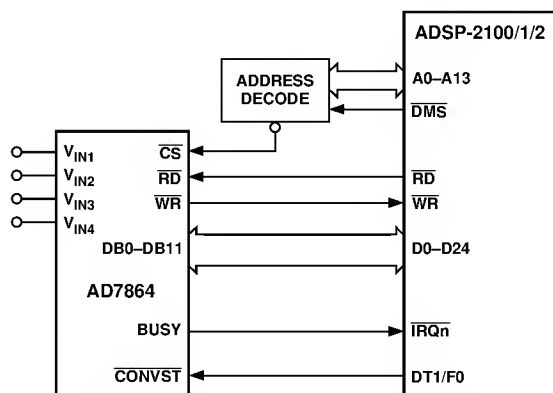 ADSP-2100/1/2
ADDRESS
DECODE
A0–A13
DMS
VIN1
VIN2
VIN3
VIN4
CS
RD
WR
DB0–DB11
AD7864
BUSY
CONVST
RD
WR
D0–D24
IRQn
DT1/F0